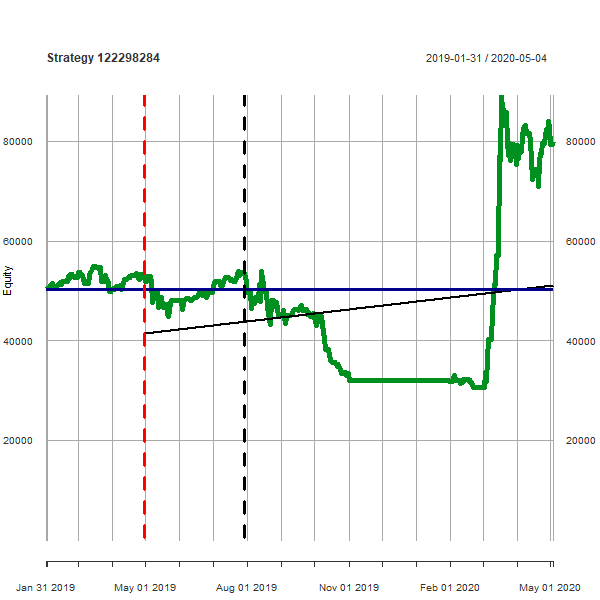 Strategy 122298284
2019-01-31 / 2020-05-04
80000
80000
60000
60000
Equity
40000
40000
20000
20000
Jan 31 2019
May 01 2019
Aug 01 2019
Nov 01 2019
Feb 01 2020
May 01 2020